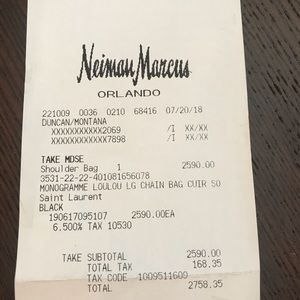 Neiman Marcus
ORLANDO
221009 0036 0210 68416 07/20/18
DUNCAN/MONTANA
XXXXXXXXXXXX2069 /I XX/XX
XXXXXXXXXXXX7898 /I XX/XX
TAKE MDSE
Shoulder Bag 1 2590.00
3531-22-22-401081656078
MONOGRAMME LOULOU LG CHAIN BAG CUIR SO
Saint Laurent
BLACK
190617095107 2590.00EA
6.500% TAX 10530
TAKE SUBTOTAL 2590.00
TOTAL TAX 168.35
TAX CODE 1009511609
TOTAL 2758.35